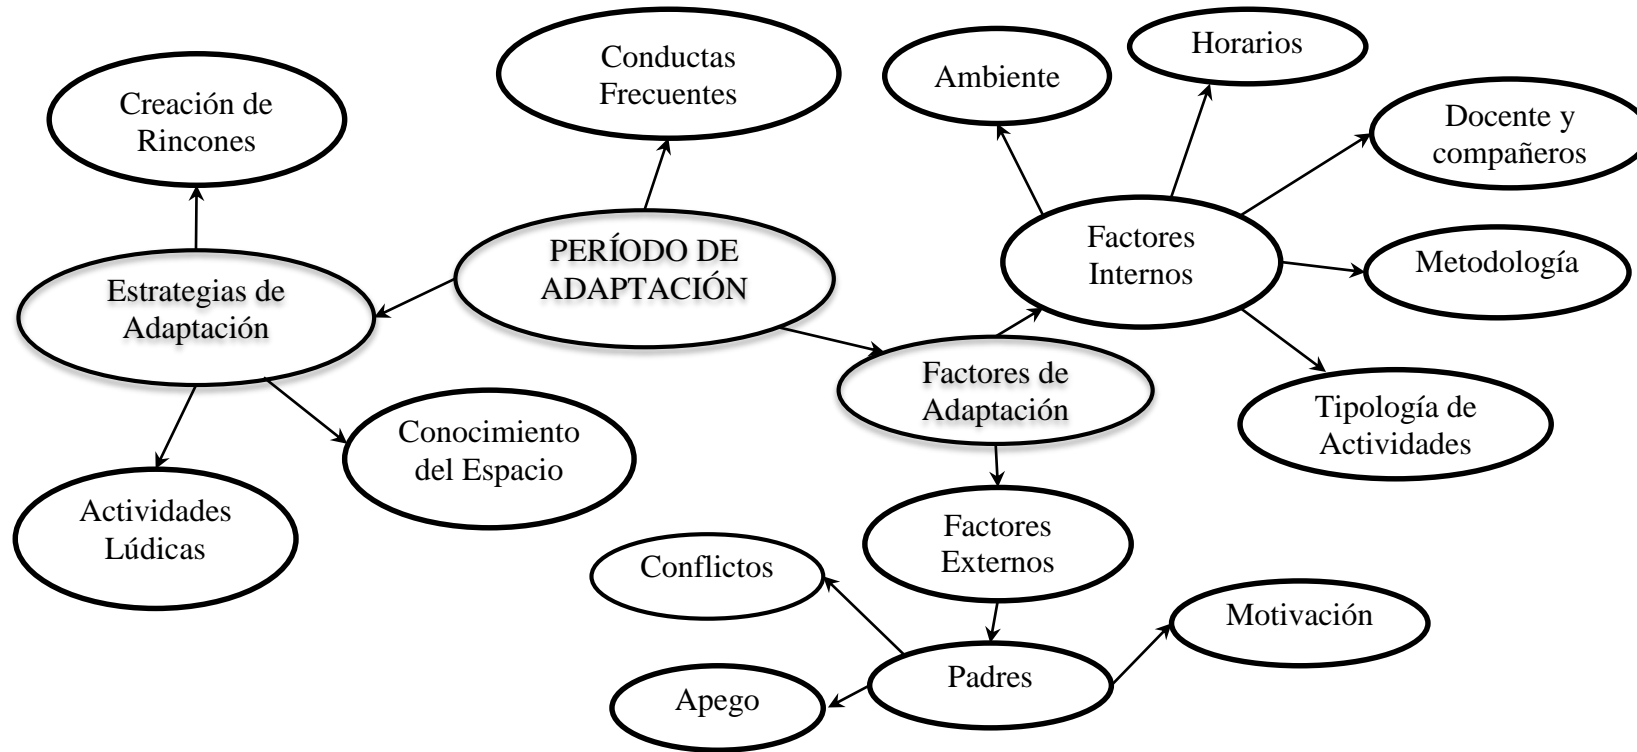 Horarios
Conductas
Frecuentes
Ambiente
Creación de
Rincones
Docente y
compañeros
PERÍODO DE
ADAPTACIÓN
Factores
Internos
Metodología
Estrategias de
Adaptación
Factores de
Adaptación
Tipología de
Actividades
Conocimiento
del Espacio
Actividades
Lúdicas
Factores
Externos
Conflictos
Motivación
Padres
Apego